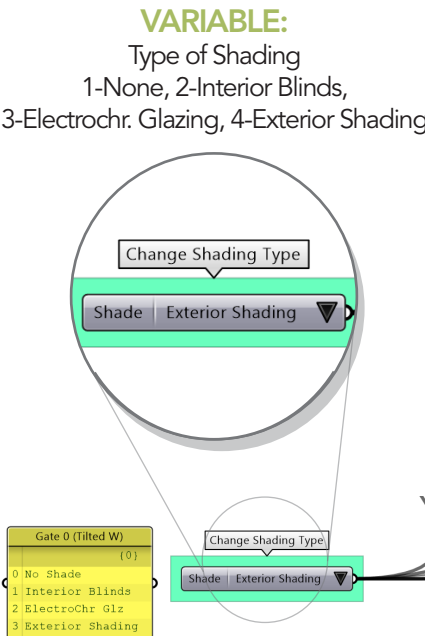 VARIABLE:
Type of Shading
1-None, 2-Interior Blinds,
3-Electrochr. Glazing, 4-Exterior Shading
Change Shading Type
Shade Exterior Shading
Gate 0 (Tilted W)
{0}
0 No Shade
1 Interior Blinds
2 ElectroChr Glz
3 Exterior Shading
Change Shading Type
Shade Exterior Shading